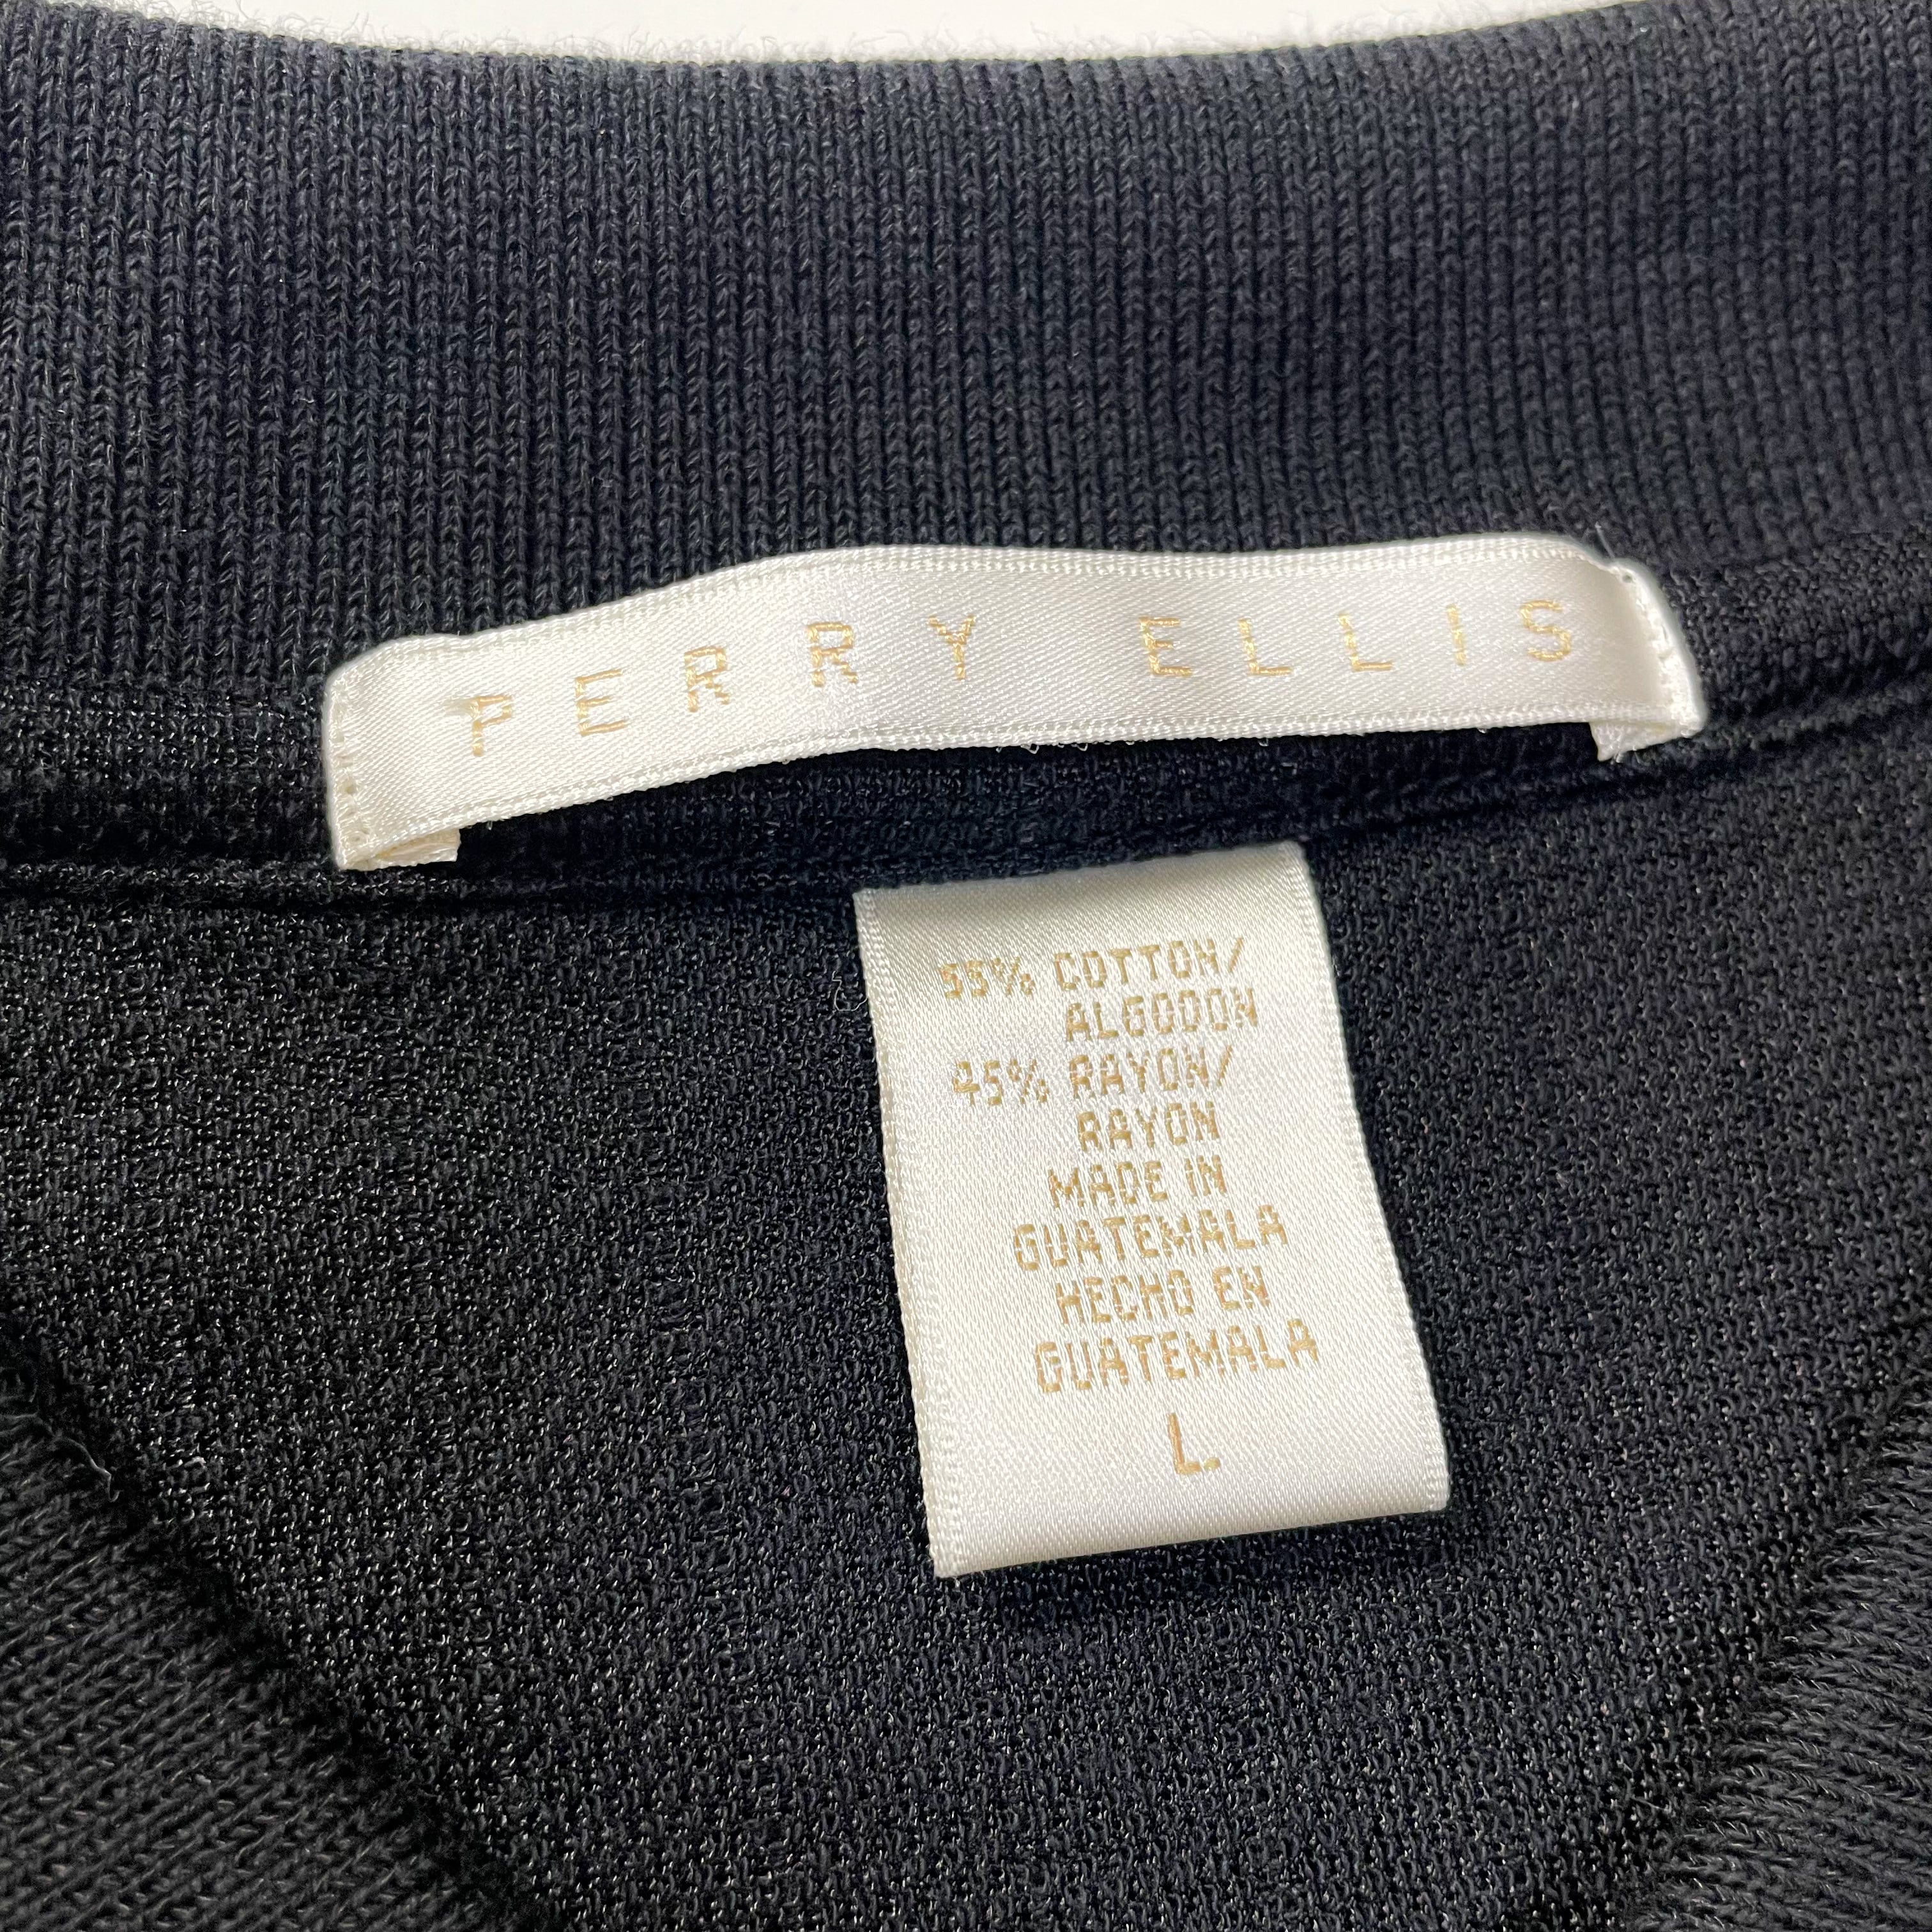 PERRY ELLIS
55% COTTON/
ALGODON
45% RAYON/
RAYON
MADE IN
GUATEMALA
HECHO EN
GUATEMALA
L